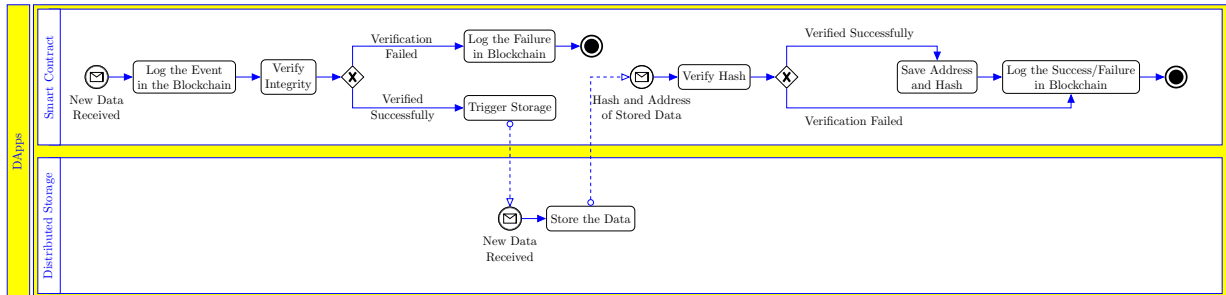 DApps
Smart Contract
New Data
Received
Log the Event
in the Blockchain
Verify
Integrity
Verification
Failed
Log the Failure
in Blockchain
Verified
Successfully
Trigger Storage
Hash and Address
of Stored Data
Verify Hash
Verified Successfully
Save Address
and Hash
Log the Success/Failure
in Blockchain
Verification Failed
Distributed Storage
New Data
Received
Store the Data